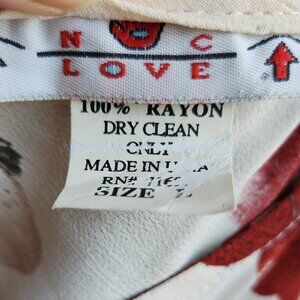 N C
LOVE
100% RAYON
DRY CLEAN
ONLY
MADE IN
RN#
SIZE